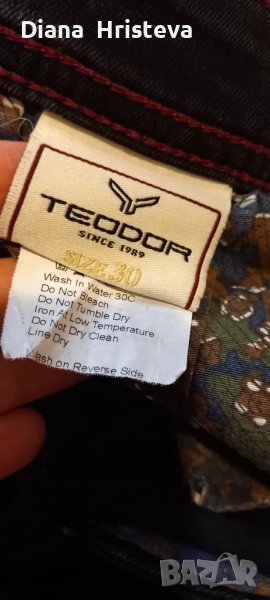 Diana Hristeva
TEODOR
SINCE 1989
SIZE.30
Wash In Water 30C
Do Not Bleach
Do Not Tumble Dry
Iron At Low Temperature
Do Not Dry Clean
Line Dry
Wash on Reverse Side
BAZAR